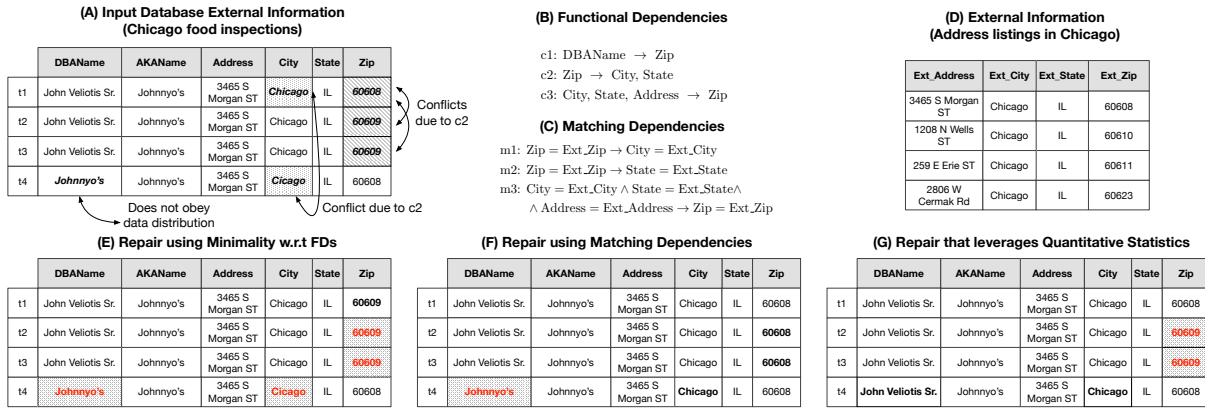 (A) Input Database External Information
(Chicago food inspections)
DBAName AKAName Address City State Zip
t1 John Veliotis Sr. Johnnyo's 3465 S Morgan ST Chicago IL 60608
t2 John Veliotis Sr. Johnnyo's 3465 S Morgan ST Chicago IL 60609
t3 John Veliotis Sr. Johnnyo's 3465 S Morgan ST Chicago IL 60609
t4 Johnnyo's Johnnyo's 3465 S Morgan ST Cicago IL 60608
Conflicts
due to c2
Does not obey
data distribution
Conflict due to c2
(B) Functional Dependencies
c1: DBAName → Zip
c2: Zip → City, State
c3: City, State, Address → Zip
(C) Matching Dependencies
m1: Zip = Ext_Zip → City = Ext_City
m2: Zip = Ext_Zip → State = Ext_State
m3: City = Ext_City ∧ State = Ext_State∧
∧ Address = Ext_Address → Zip = Ext_Zip
(D) External Information
(Address listings in Chicago)
Ext_Address Ext_City Ext_State Ext_Zip
3465 S Morgan ST Chicago IL 60608
1208 N Wells ST Chicago IL 60610
259 E Erie ST Chicago IL 60611
2806 W Cermak Rd Chicago IL 60623
(E) Repair using Minimality w.r.t FDs
DBAName AKAName Address City State Zip
t1 John Veliotis Sr. Johnnyo's 3465 S Morgan ST Chicago IL 60609
t2 John Veliotis Sr. Johnnyo's 3465 S Morgan ST Chicago IL 60609
t3 John Veliotis Sr. Johnnyo's 3465 S Morgan ST Chicago IL 60609
t4 Johnnyo's Johnnyo's 3465 S Morgan ST Cicago IL 60608
(F) Repair using Matching Dependencies
DBAName AKAName Address City State Zip
t1 John Veliotis Sr. Johnnyo's 3465 S Morgan ST Chicago IL 60608
t2 John Veliotis Sr. Johnnyo's 3465 S Morgan ST Chicago IL 60608
t3 John Veliotis Sr. Johnnyo's 3465 S Morgan ST Chicago IL 60608
t4 Johnnyo's Johnnyo's 3465 S Morgan ST Chicago IL 60608
(G) Repair that leverages Quantitative Statistics
DBAName AKAName Address City State Zip
t1 John Veliotis Sr. Johnnyo's 3465 S Morgan ST Chicago IL 60608
t2 John Veliotis Sr. Johnnyo's 3465 S Morgan ST Chicago IL 60609
t3 John Veliotis Sr. Johnnyo's 3465 S Morgan ST Chicago IL 60609
t4 John Veliotis Sr. Johnnyo's 3465 S Morgan ST Chicago IL 60608